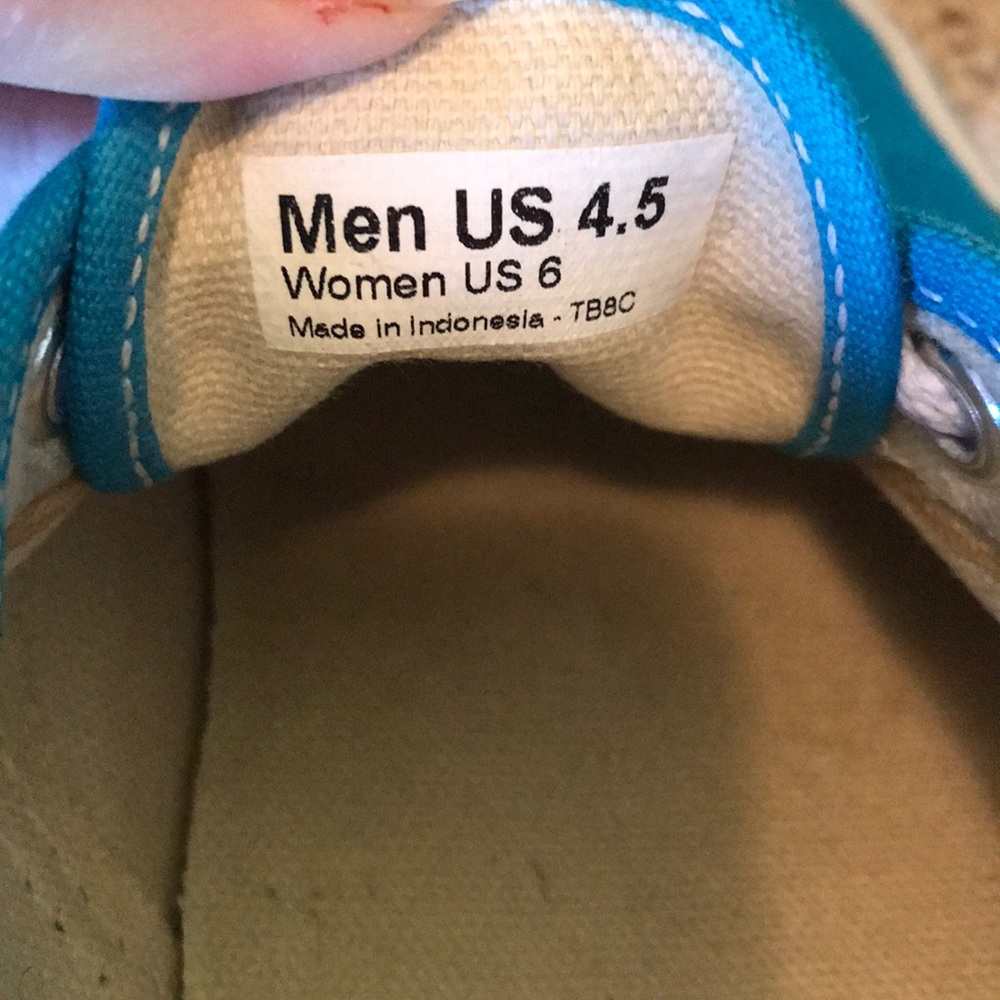 Men US 4.5
Women US 6
Made in Indonesia - TB8C